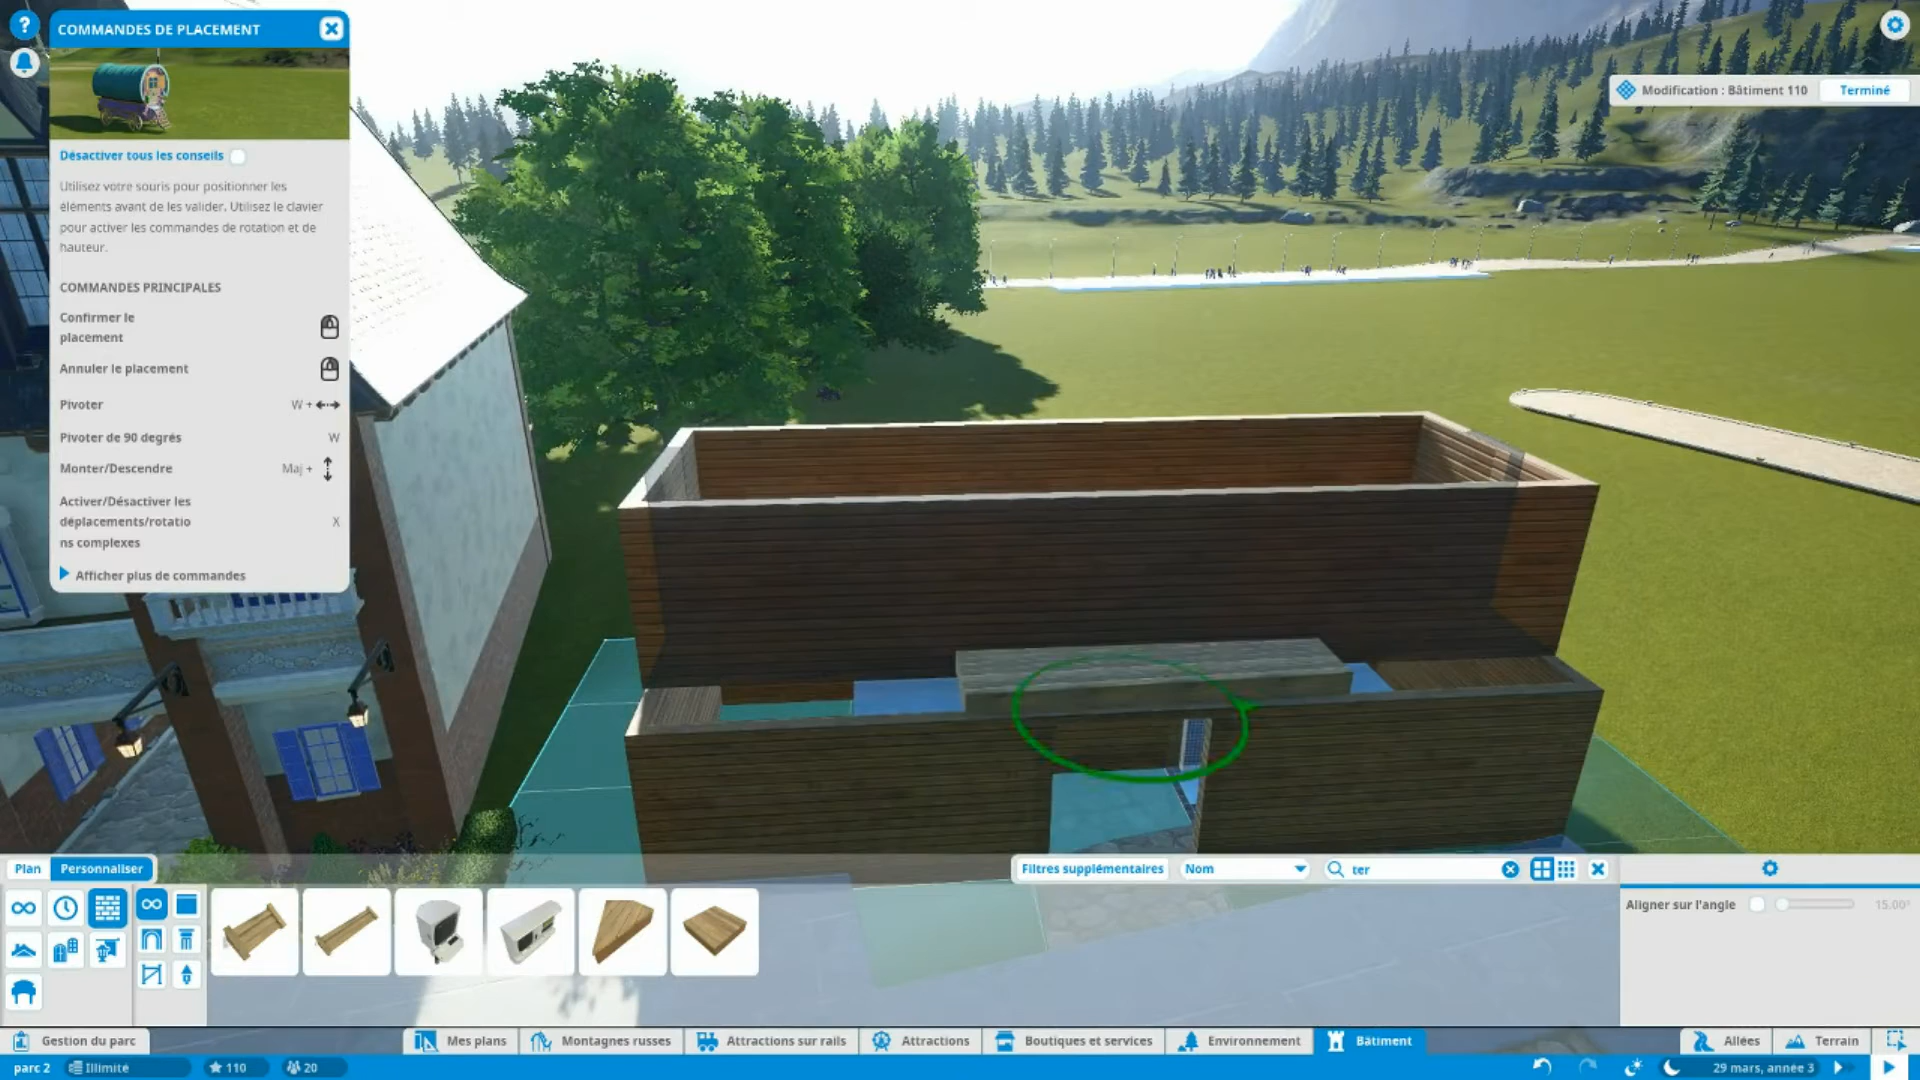 ?
COMMANDES DE PLACEMENT
Modification : Bâtiment 110
Terminé
Désactiver tous les conseils
Utilisez votre souris pour positionner les
éléments avant de les valider. Utilisez le clavier
pour activer les commandes de rotation et de
hauteur.
COMMANDES PRINCIPALES
Confirmer le
placement
Annuler le placement
Pivoter W +
Pivoter de 90 degrés W
Monter/Descendre Maj +
Activer/Désactiver les
déplacements/rotatio
ns complexes X
Afficher plus de commandes
Plan Personnaliser
Filtres supplémentaires Nom ter
Aligner sur l'angle 15.00°
Gestion du parc Mes plans Montagnes russes Attractions sur rails Attractions Boutiques et services Environnement Bâtiment Allées Terrain
parc 2 Illimité 110 20 29 mars, année 3